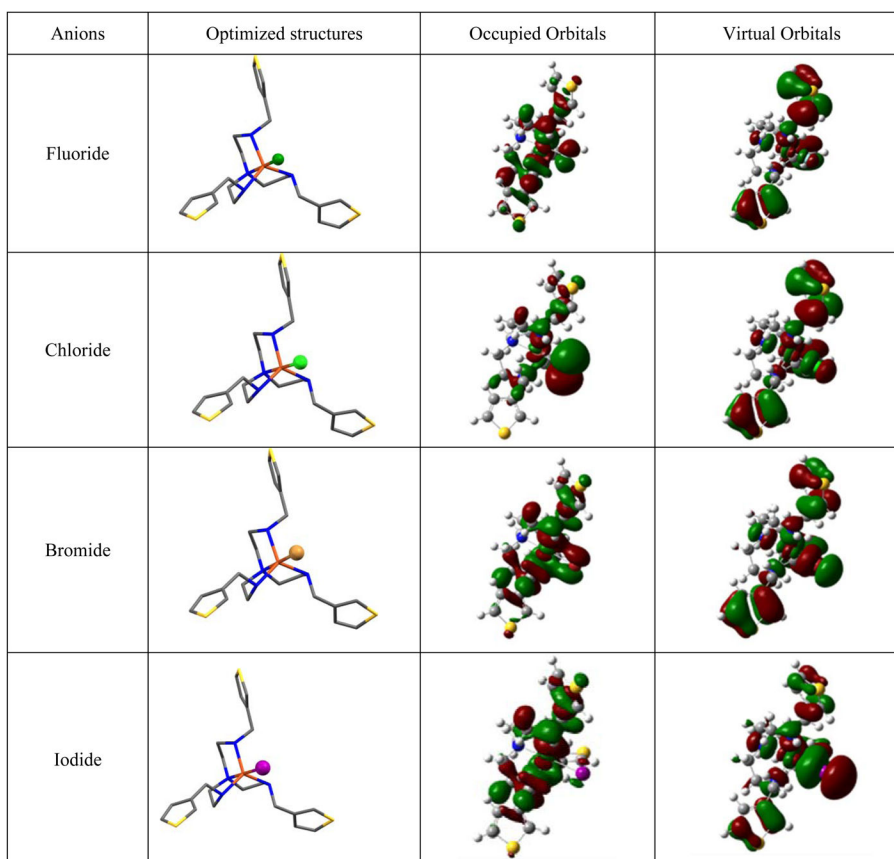 Anions
Optimized structures
Occupied Orbitals
Virtual Orbitals
Fluoride
Chloride
Bromide
Iodide